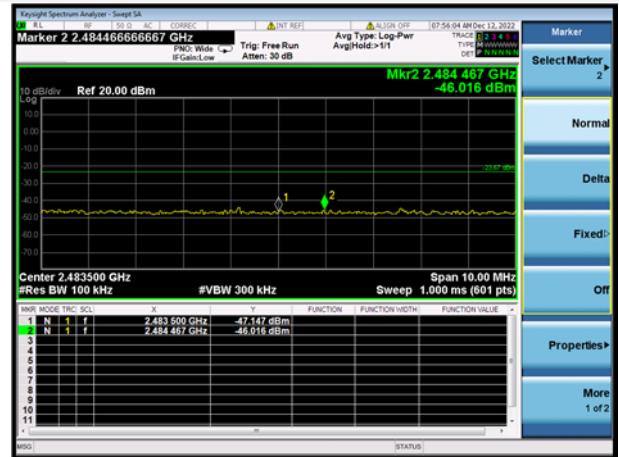 Keysight Spectrum Analyzer - Swept SA
RL RF 50 Ω AC CORREC INT REF ALIGN OFF 07:56:04 AM Dec 12, 2022
Marker 2 2.484466666667 GHz
PNO: Wide
IFGain:Low
Trig: Free Run
Atten: 30 dB
Avg Type: Log-Pwr
Avg|Hold:>1/1
TRACE 1 2 3 4 5 6
TYPE M WWWWW
DET P NNNNN
Mkr2 2.484 467 GHz
-46.016 dBm
10 dB/div Ref 20.00 dBm
Log
10.0
0.00
-10.0
-20.0
-23.67 dBm
1
2
-40.0
-50.0
-60.0
-70.0
Center 2.483500 GHz Span 10.00 MHz
#Res BW 100 kHz #VBW 300 kHz Sweep 1.000 ms (601 pts)
MKR MODE TRC SCL X Y FUNCTION FUNCTION WIDTH FUNCTION VALUE
1 N 1 f 2.483 500 GHz -47.147 dBm
2 N 1 f 2.484 467 GHz -46.016 dBm
3
4
5
6
7
8
9
10
11
MSG STATUS
Marker
Select Marker
2
Normal
Delta
Fixed
Off
Properties
More
1 of 2